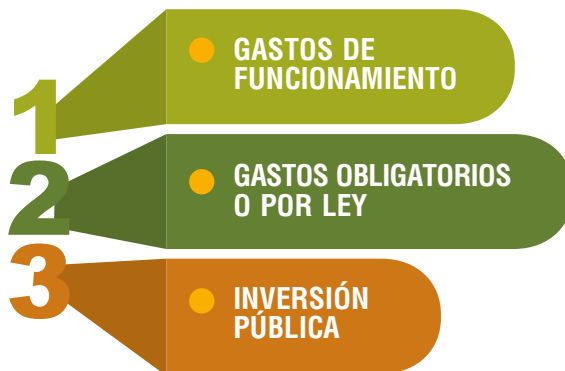 1
GASTOS DE
FUNCIONAMIENTO
2
GASTOS OBLIGATORIOS
O POR LEY
3
INVERSIÓN
PÚBLICA